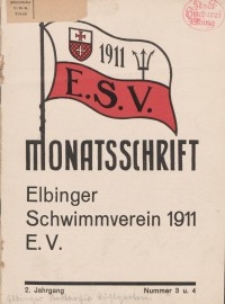 1911
E.S.V.
MONATSSCHRIFT
Elbinger
Schwimmverein 1911
E. V.
2. Jahrgang Nummer 3 u. 4